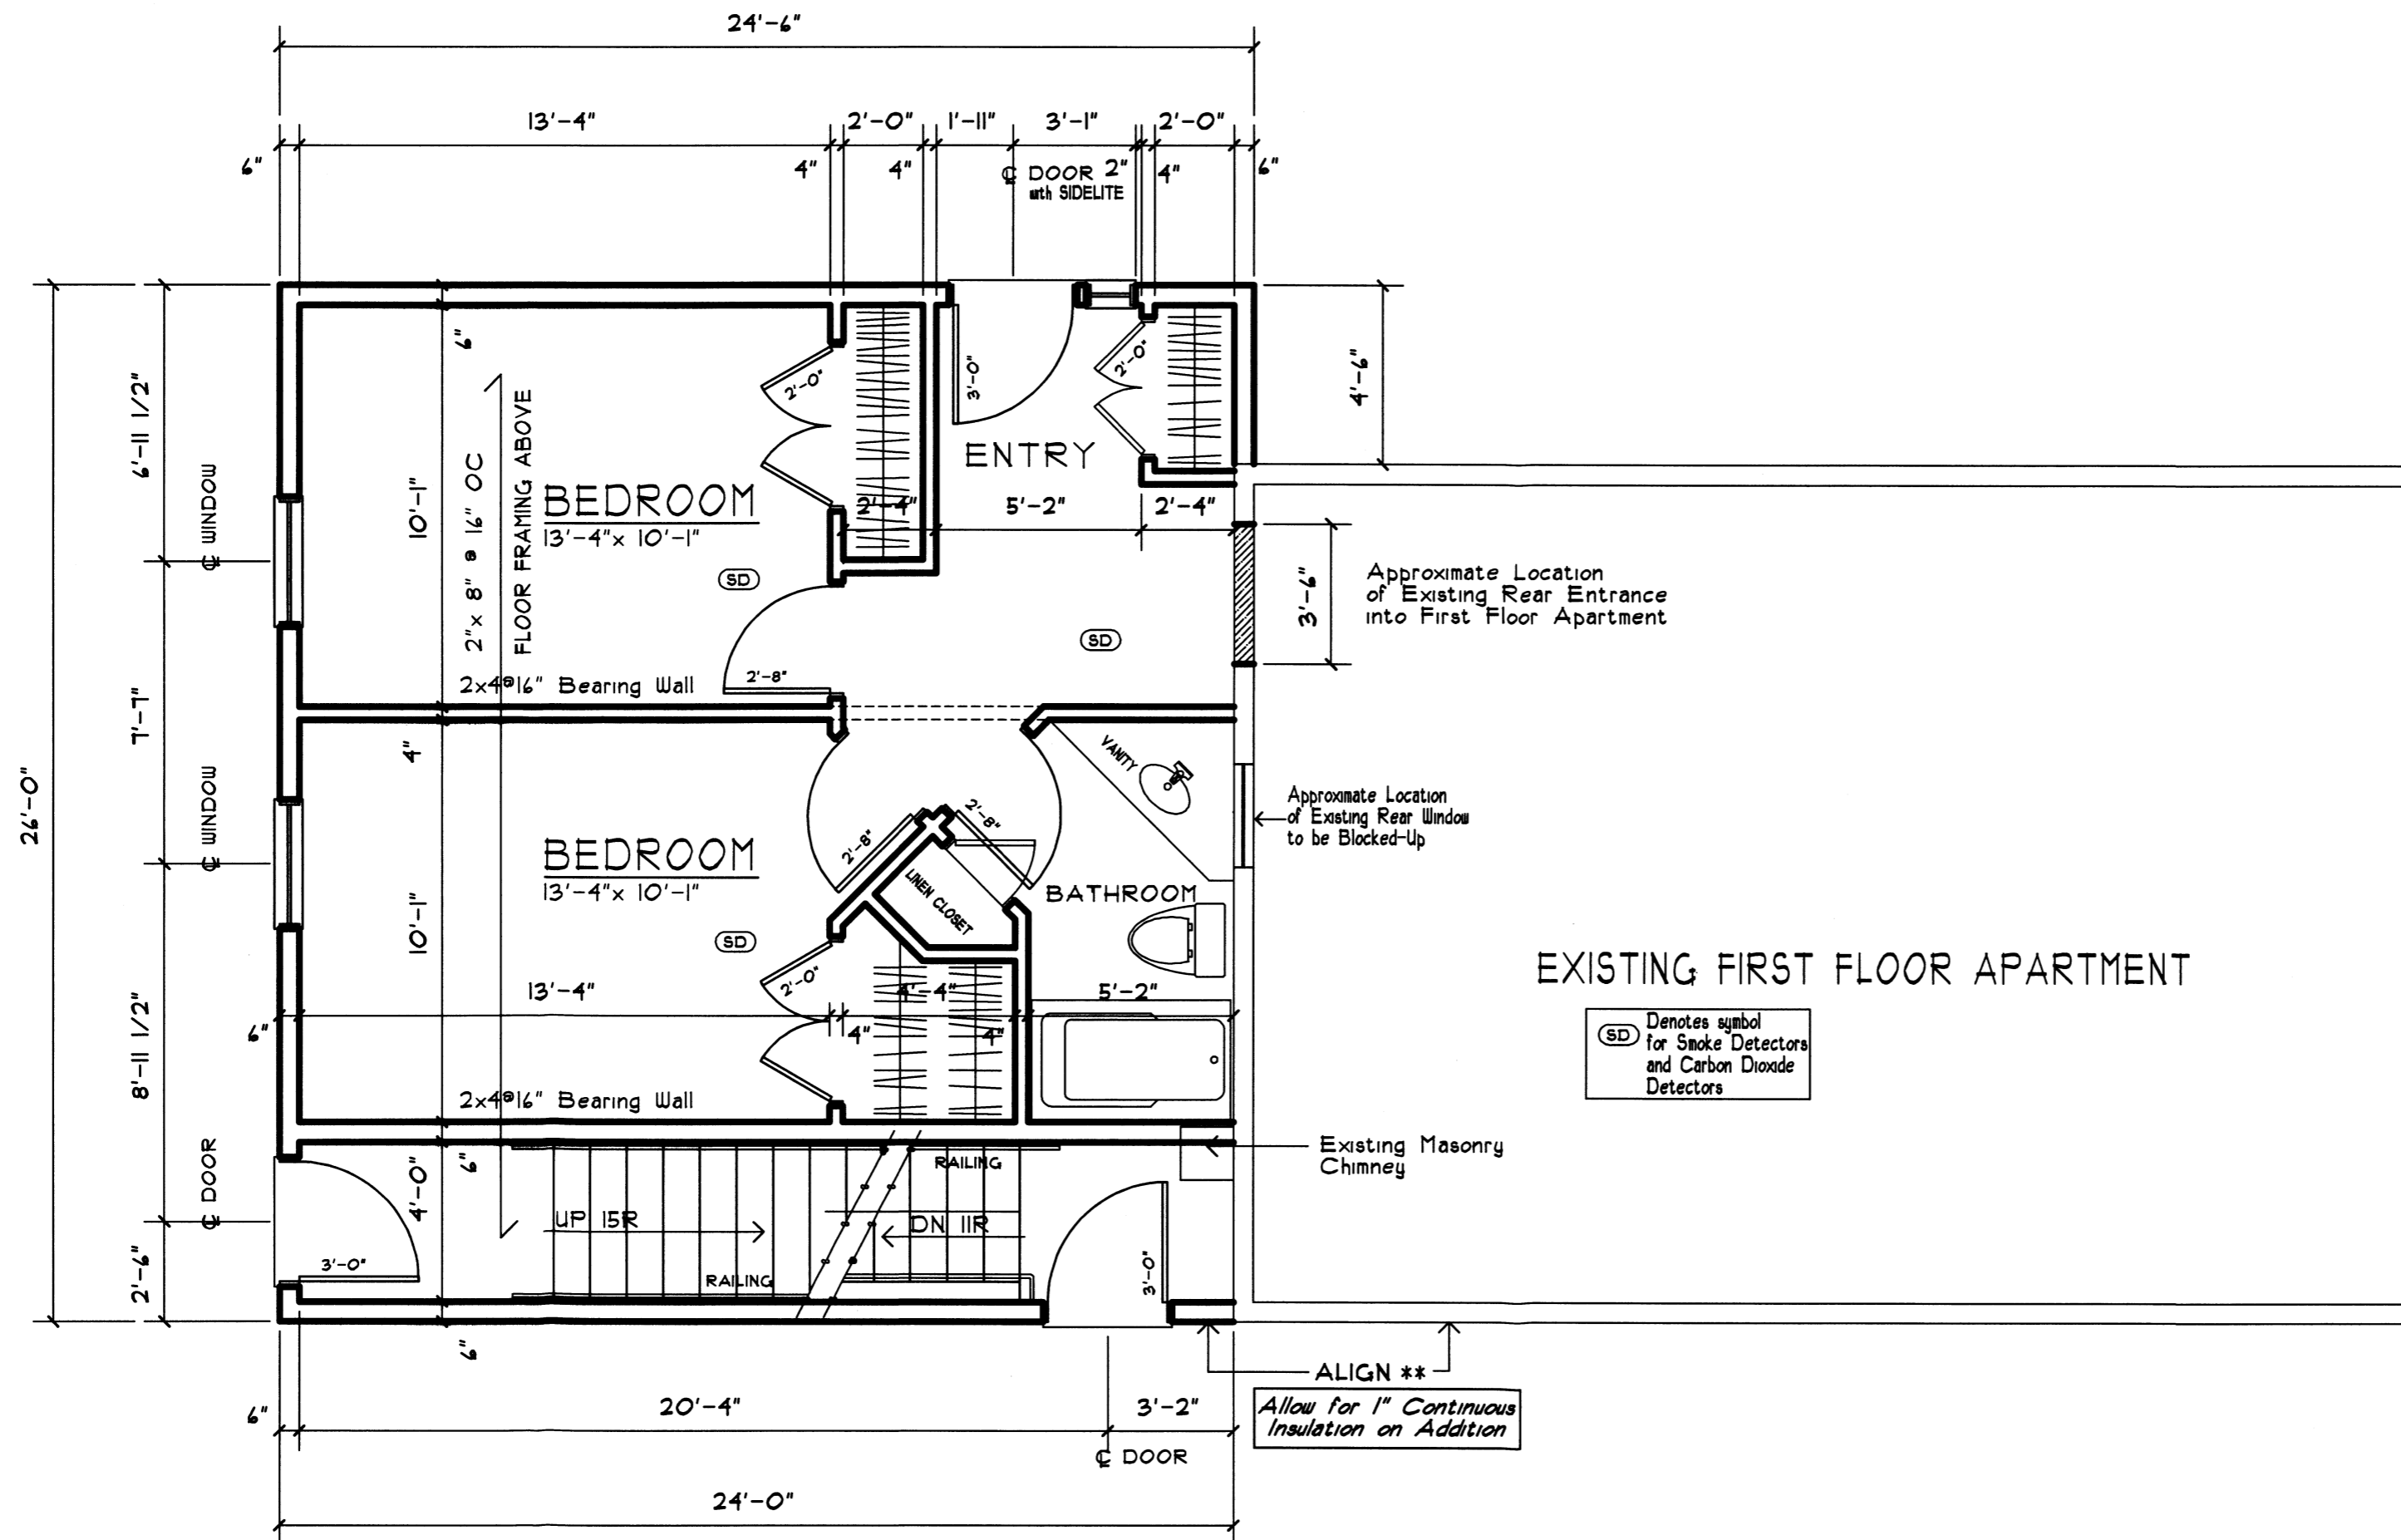 24'-6"
13'-4"
2'-0"
1'-11"
3'-1"
2'-0"
6"
4"
4"
℄ DOOR
with SIDELITE
2"
4"
6"
26'-0"
6'-11 1/2"
℄ WINDOW
7'-7"
℄ WINDOW
8'-11 1/2"
℄ DOOR
2'-6"
6"
10'-1"
2"x 8" @ 16" OC
FLOOR FRAMING ABOVE
BEDROOM
13'-4"x 10'-1"
2'-0"
SD
2x4@16" Bearing Wall
2'-8"
3'-0"
ENTRY
2'-0"
2'-4"
5'-2"
2'-4"
SD
4'-6"
3'-6"
Approximate Location
of Existing Rear Entrance
into First Floor Apartment
4"
10'-1"
BEDROOM
13'-4"x 10'-1"
SD
2'-8"
2'-8"
LINEN CLOSET
VANITY
BATHROOM
Approximate Location
of Existing Rear Window
to be Blocked-Up
2'-0"
6"
13'-4"
4"
4'-4"
4"
5'-2"
2x4@16" Bearing Wall
EXISTING FIRST FLOOR APARTMENT
SD
Denotes symbol
for Smoke Detectors
and Carbon Dioxide
Detectors
6"
4'-0"
3'-0"
UP 15R
RAILING
RAILING
DN 11R
3'-0"
Existing Masonry
Chimney
6"
ALIGN **
Allow for 1" Continuous
Insulation on Addition
6"
20'-4"
3'-2"
℄ DOOR
24'-0"